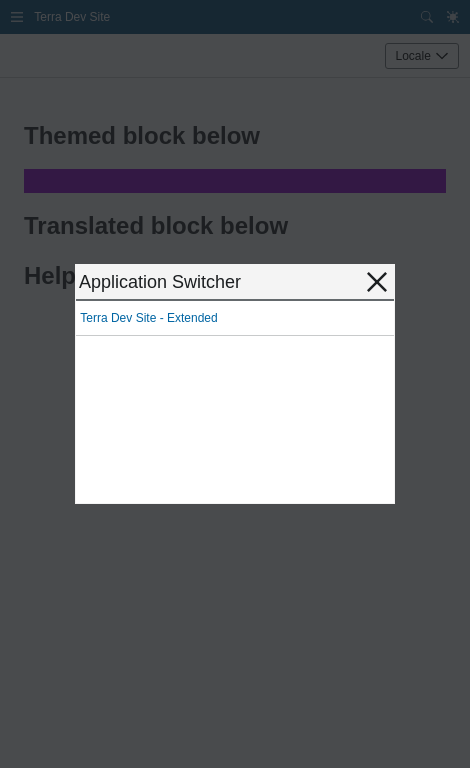 Terra Dev Site
Locale
Themed block below
Translated block below
Help
Application Switcher
Terra Dev Site - Extended